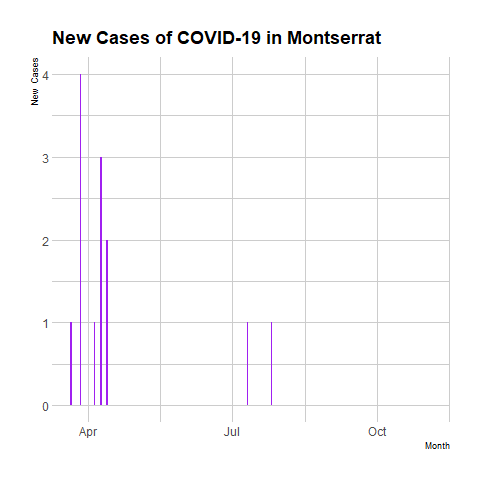 New Cases of COVID-19 in Montserrat
New Cases
4
3
2
1
0
Apr
Jul
Oct
Month